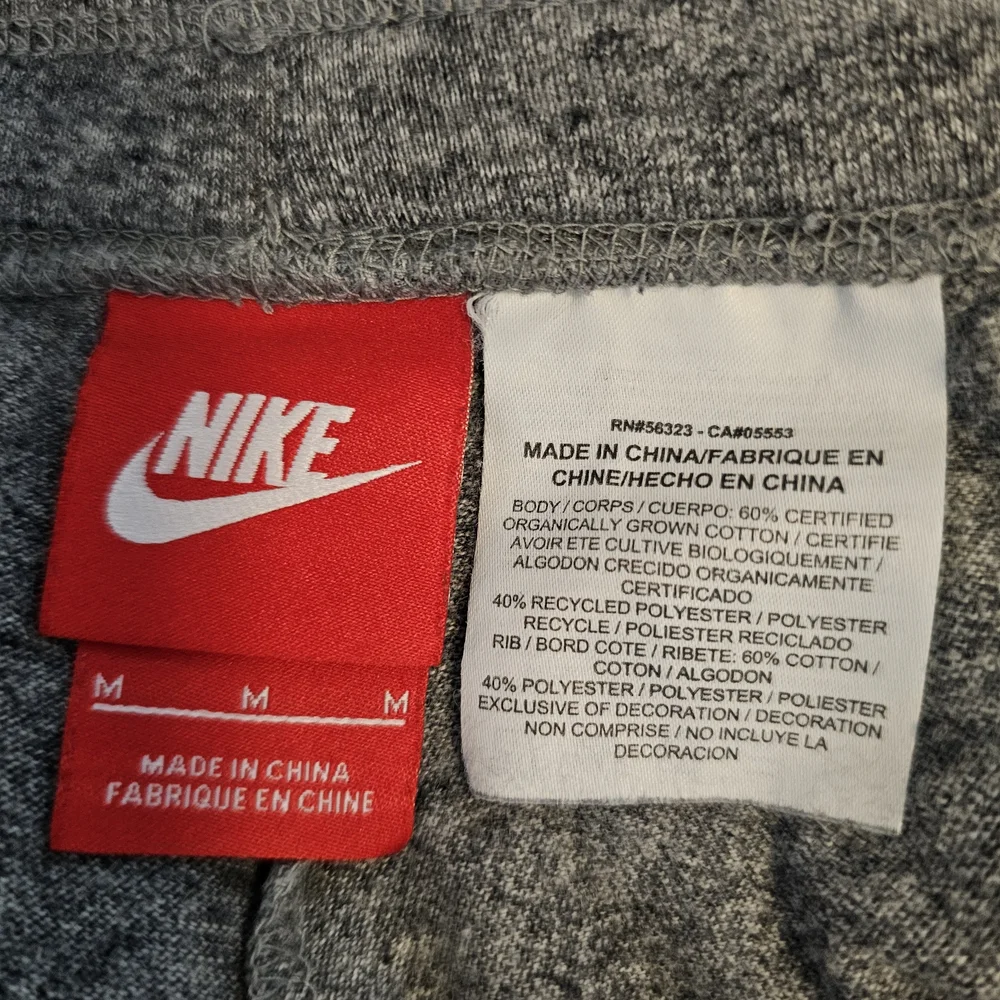 NIKE
M M M
MADE IN CHINA
FABRIQUE EN CHINE
RN#56323 - CA#05553
MADE IN CHINA/FABRIQUE EN
CHINE/HECHO EN CHINA
BODY / CORPS / CUERPO: 60% CERTIFIED
ORGANICALLY GROWN COTTON / CERTIFIE
AVOIR ETE CULTIVE BIOLOGIQUEMENT /
ALGODON CRECIDO ORGANICAMENTE
CERTIFICADO
40% RECYCLED POLYESTER / POLYESTER
RECYCLE / POLIESTER RECICLADO
RIB / BORD COTE / RIBETE: 60% COTTON /
COTON / ALGODON
40% POLYESTER / POLYESTER / POLIESTER
EXCLUSIVE OF DECORATION / DECORATION
NON COMPRISE / NO INCLUYE LA
DECORACION